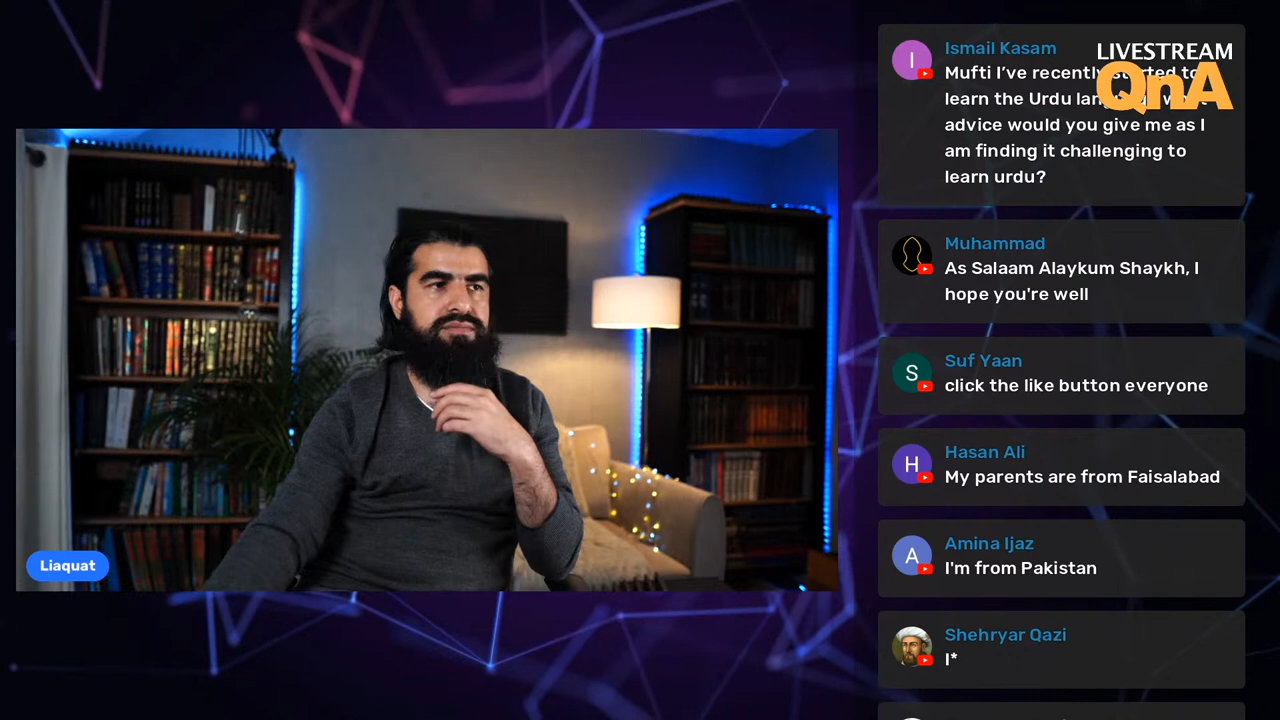 Liaquat
LIVESTREAM
QnA
I
Ismail Kasam
Mufti I’ve recently started to
learn the Urdu
advice would you give me as I
am finding it challenging to
learn urdu?
Muhammad
As Salaam Alaykum Shaykh, I
hope you're well
S
Suf Yaan
click the like button everyone
H
Hasan Ali
My parents are from Faisalabad
A
Amina Ijaz
I'm from Pakistan
Shehryar Qazi
I*